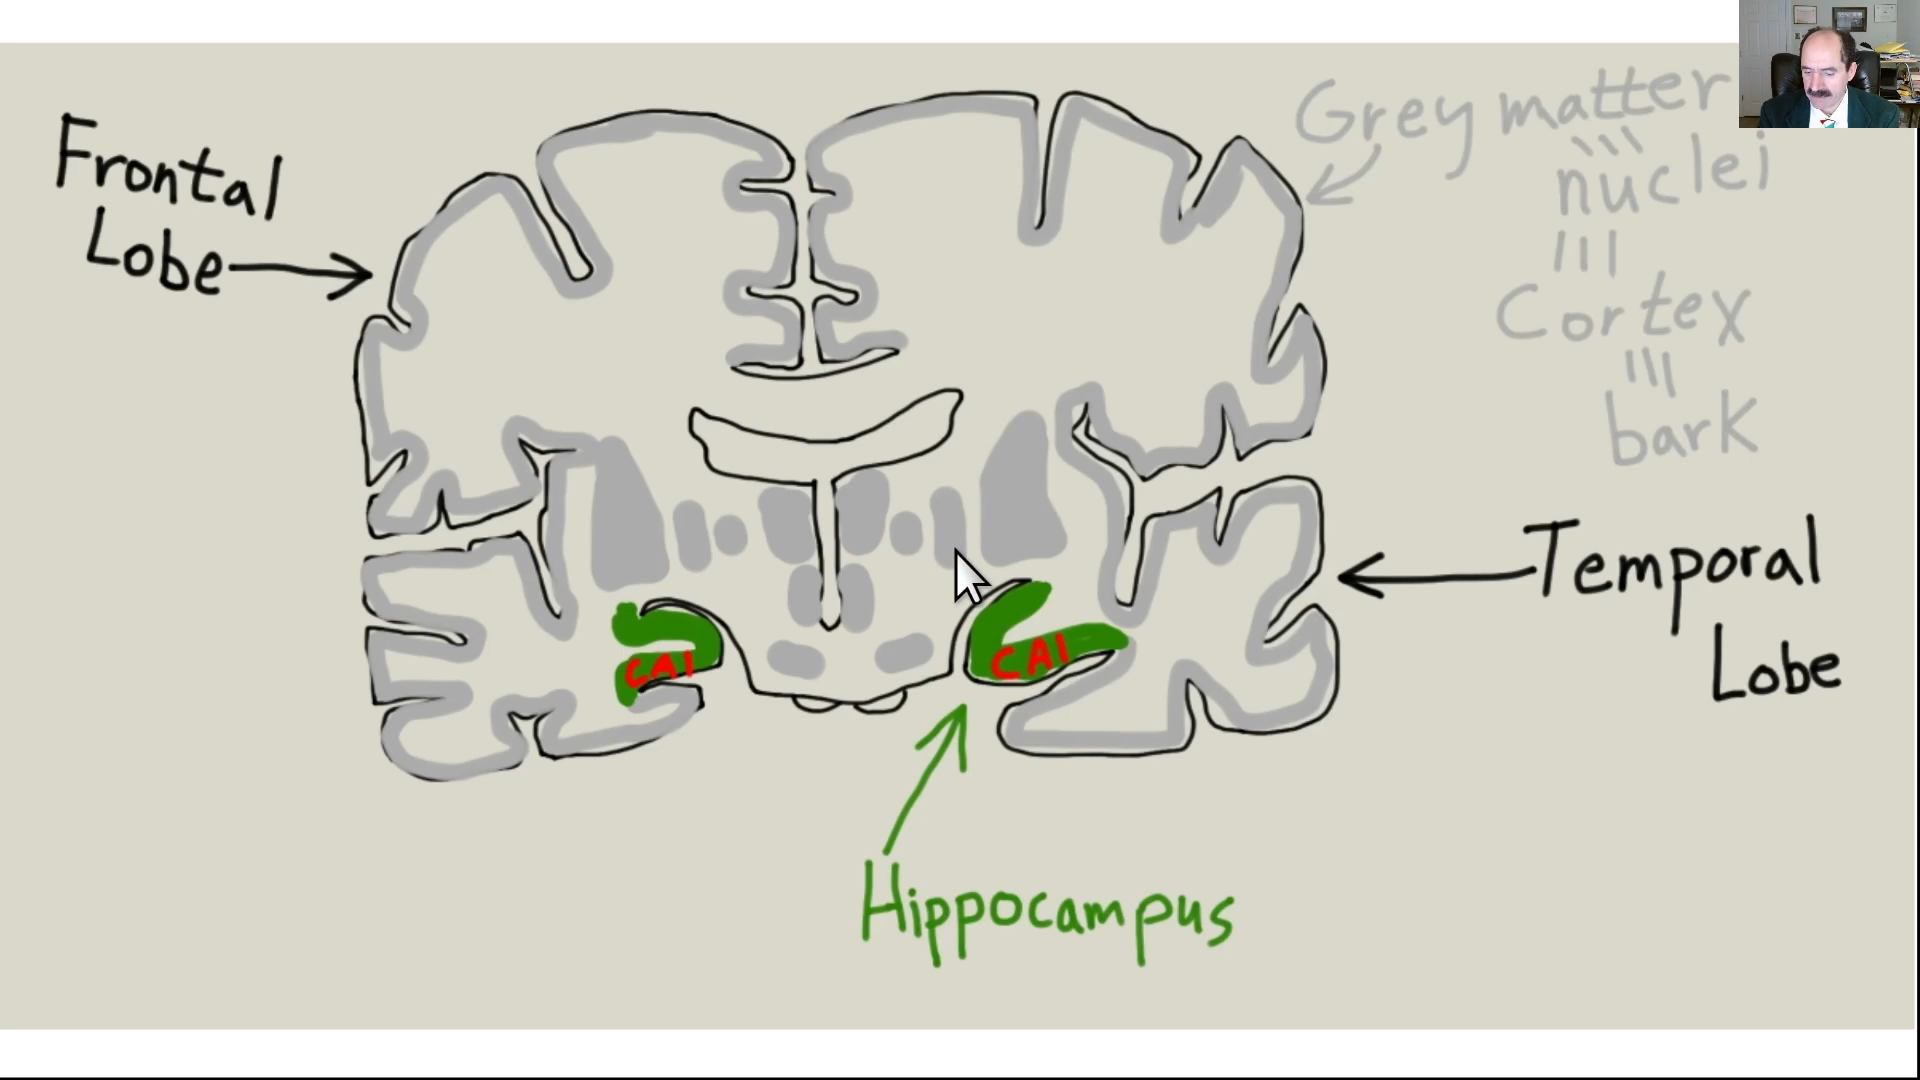 Frontal
Lobe
Grey matter
nuclei
Cortex
bark
Temporal
Lobe
CA1
CA1
Hippocampus